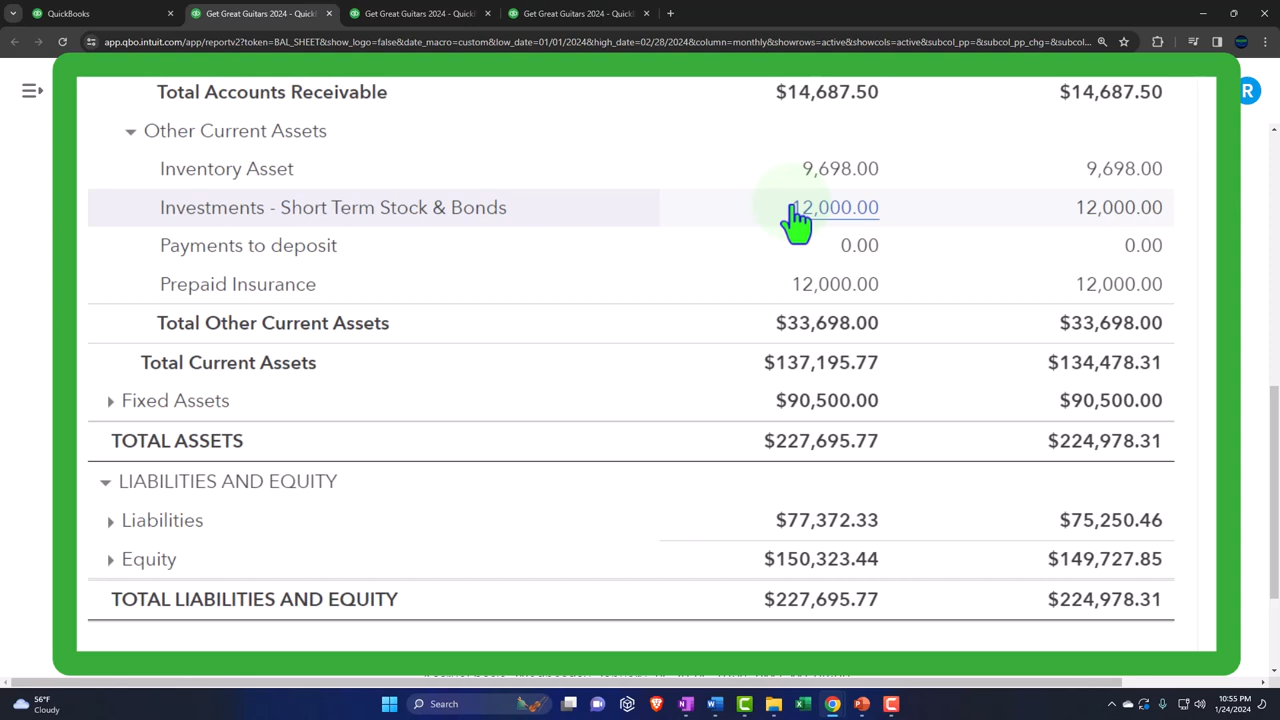 QuickBooks
Get Great Guitars 2024 - QuickB
Get Great Guitars 2024 - QuickB
Get Great Guitars 2024 - QuickB
app.qbo.intuit.com/app/reportv2?token=BAL_SHEET&show_logo=false&date_macro=custom&low_date=01/01/2024&high_date=02/28/2024&column=monthly&showrows=active&showcols=active&subcol_pp=&subcol_pp_chg=&subcol...
R
Total Accounts Receivable $14,687.50 $14,687.50
Other Current Assets
Inventory Asset 9,698.00 9,698.00
Investments - Short Term Stock & Bonds 12,000.00 12,000.00
Payments to deposit 0.00 0.00
Prepaid Insurance 12,000.00 12,000.00
Total Other Current Assets $33,698.00 $33,698.00
Total Current Assets $137,195.77 $134,478.31
Fixed Assets $90,500.00 $90,500.00
TOTAL ASSETS $227,695.77 $224,978.31
LIABILITIES AND EQUITY
Liabilities $77,372.33 $75,250.46
Equity $150,323.44 $149,727.85
TOTAL LIABILITIES AND EQUITY $227,695.77 $224,978.31
56°F
Cloudy
Search
10:55 PM
1/24/2024